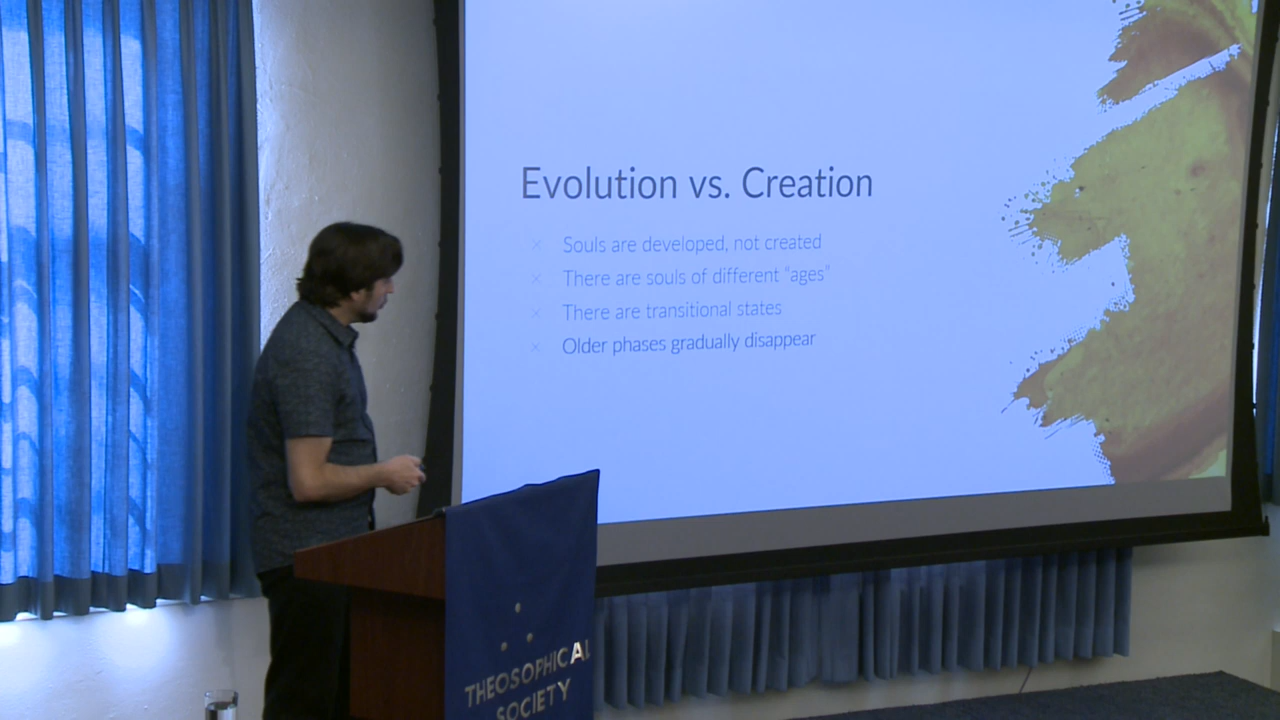 Evolution vs. Creation
Souls are developed, not created
There are souls of different "ages"
There are transitional states
Older phases gradually disappear
THEOSOPHICAL
SOCIETY